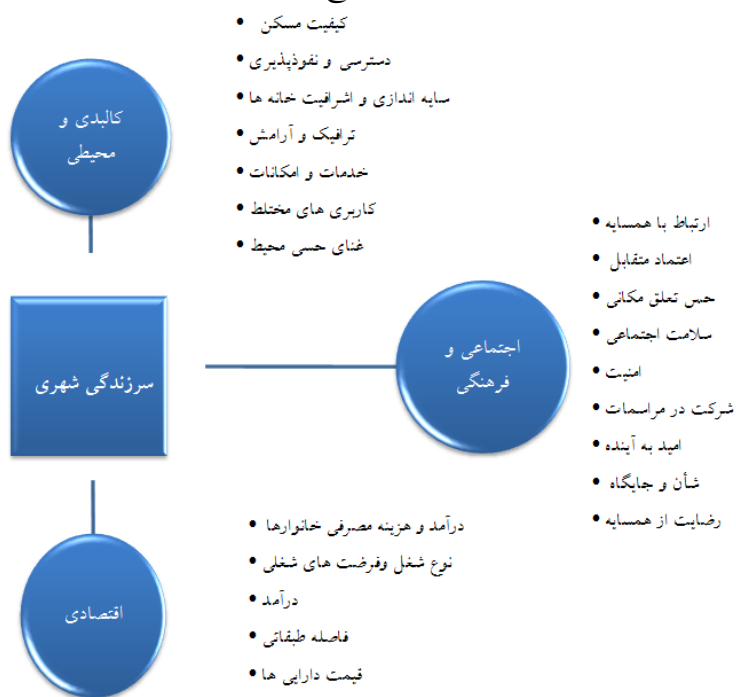 کیفیت مسکن
دسترسی و نفوذپذیری
سایه اندازی و اشرافیت خانه ها
ترافیک و آرامش
خدمات و امکانات
کاربری های مختلط
غنای حسی محیط
کالبدی و
محیطی
ارتباط با همسایه
اعتماد متقابل
حس تعلق مکانی
سلامت اجتماعی
امنیت
شرکت در مراسمات
امید به آینده
شأن و جایگاه
رضایت از همسایه
اجتماعی و
فرهنگی
سرزندگی شهری
درآمد و هزینه مصرفی خانوارها
نوع شغل وفرضت های شغلی
درآمد
فاصله طبقاتی
قیمت دارایی ها
اقتصادی